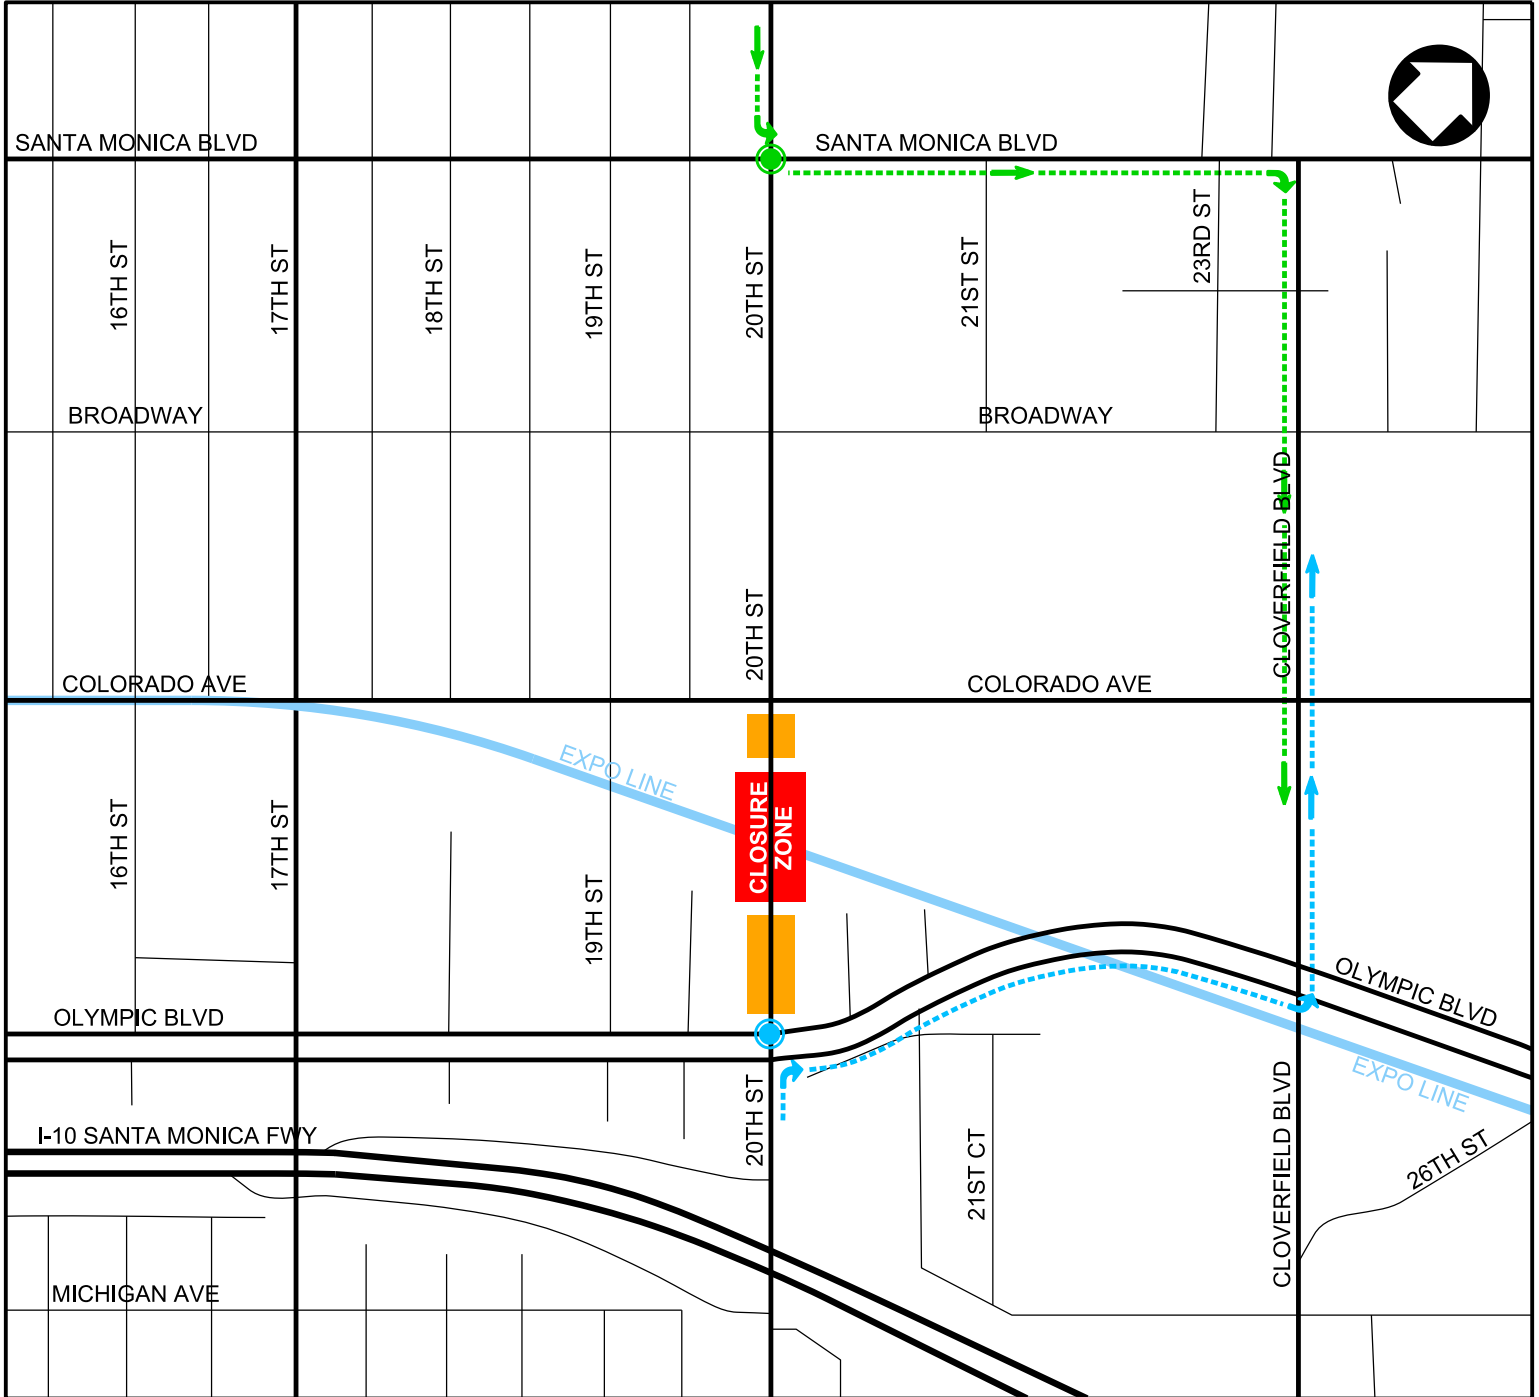 SANTA MONICA BLVD
SANTA MONICA BLVD
16TH ST
17TH ST
18TH ST
19TH ST
20TH ST
21ST ST
23RD ST
BROADWAY
BROADWAY
CLOVERFIELD BLVD
20TH ST
COLORADO AVE
COLORADO AVE
EXPO LINE
CLOSURE
ZONE
16TH ST
17TH ST
19TH ST
OLYMPIC BLVD
OLYMPIC BLVD
EXPO LINE
20TH ST
I-10 SANTA MONICA FWY
21ST CT
CLOVERFIELD BLVD
26TH ST
MICHIGAN AVE